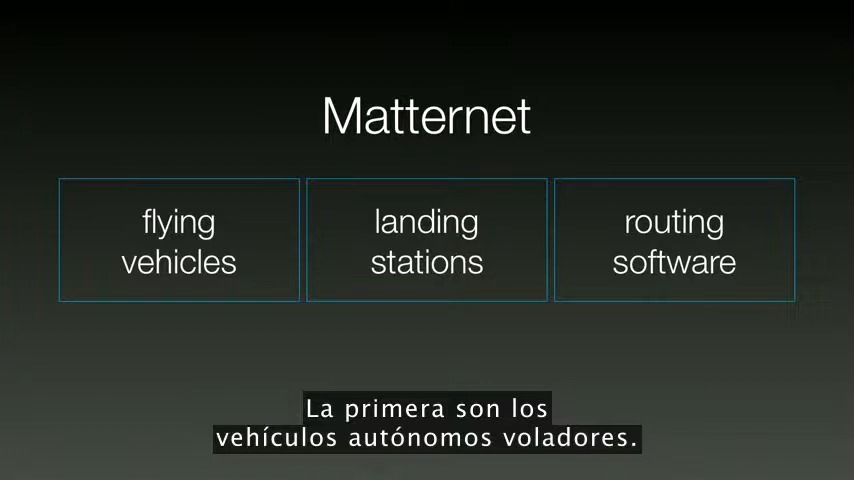 Matternet
flying
vehicles
landing
stations
routing
software
La primera son los
vehículos autónomos voladores.